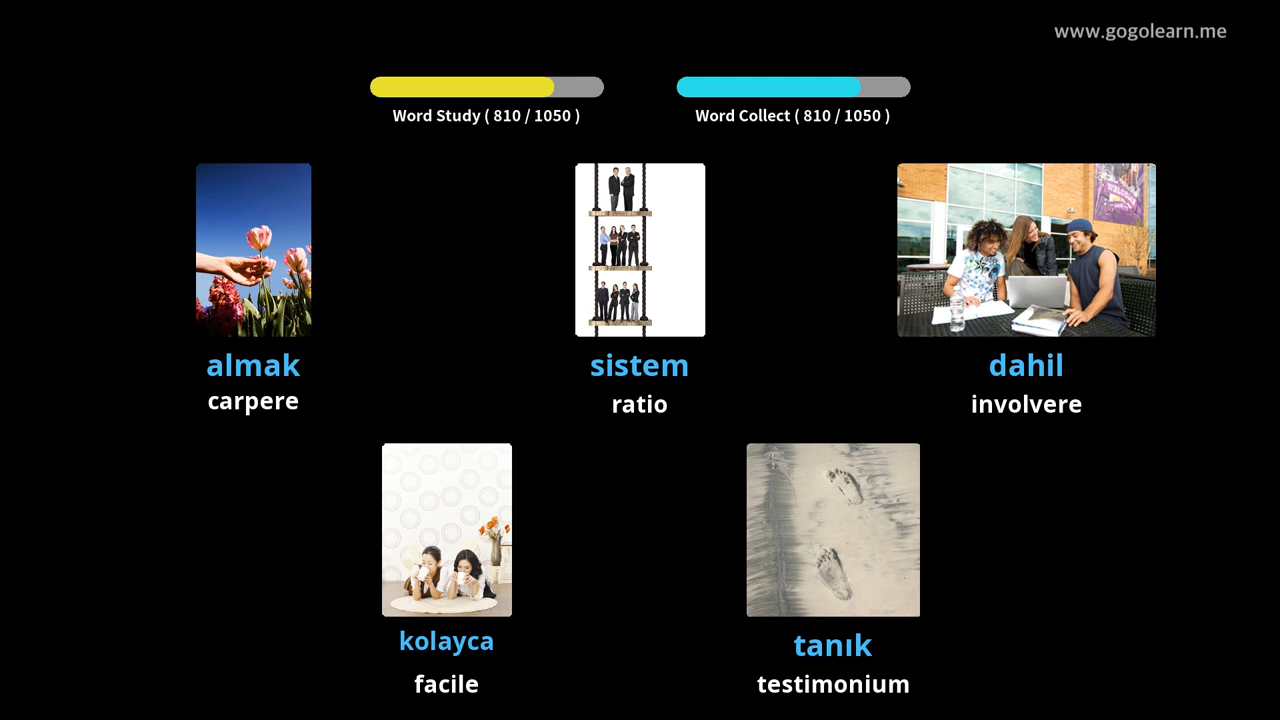 www.gogolearn.me
Word Study ( 810 / 1050 )
Word Collect ( 810 / 1050 )
almak
carpere
sistem
ratio
dahil
involvere
kolayca
facile
tanık
testimonium